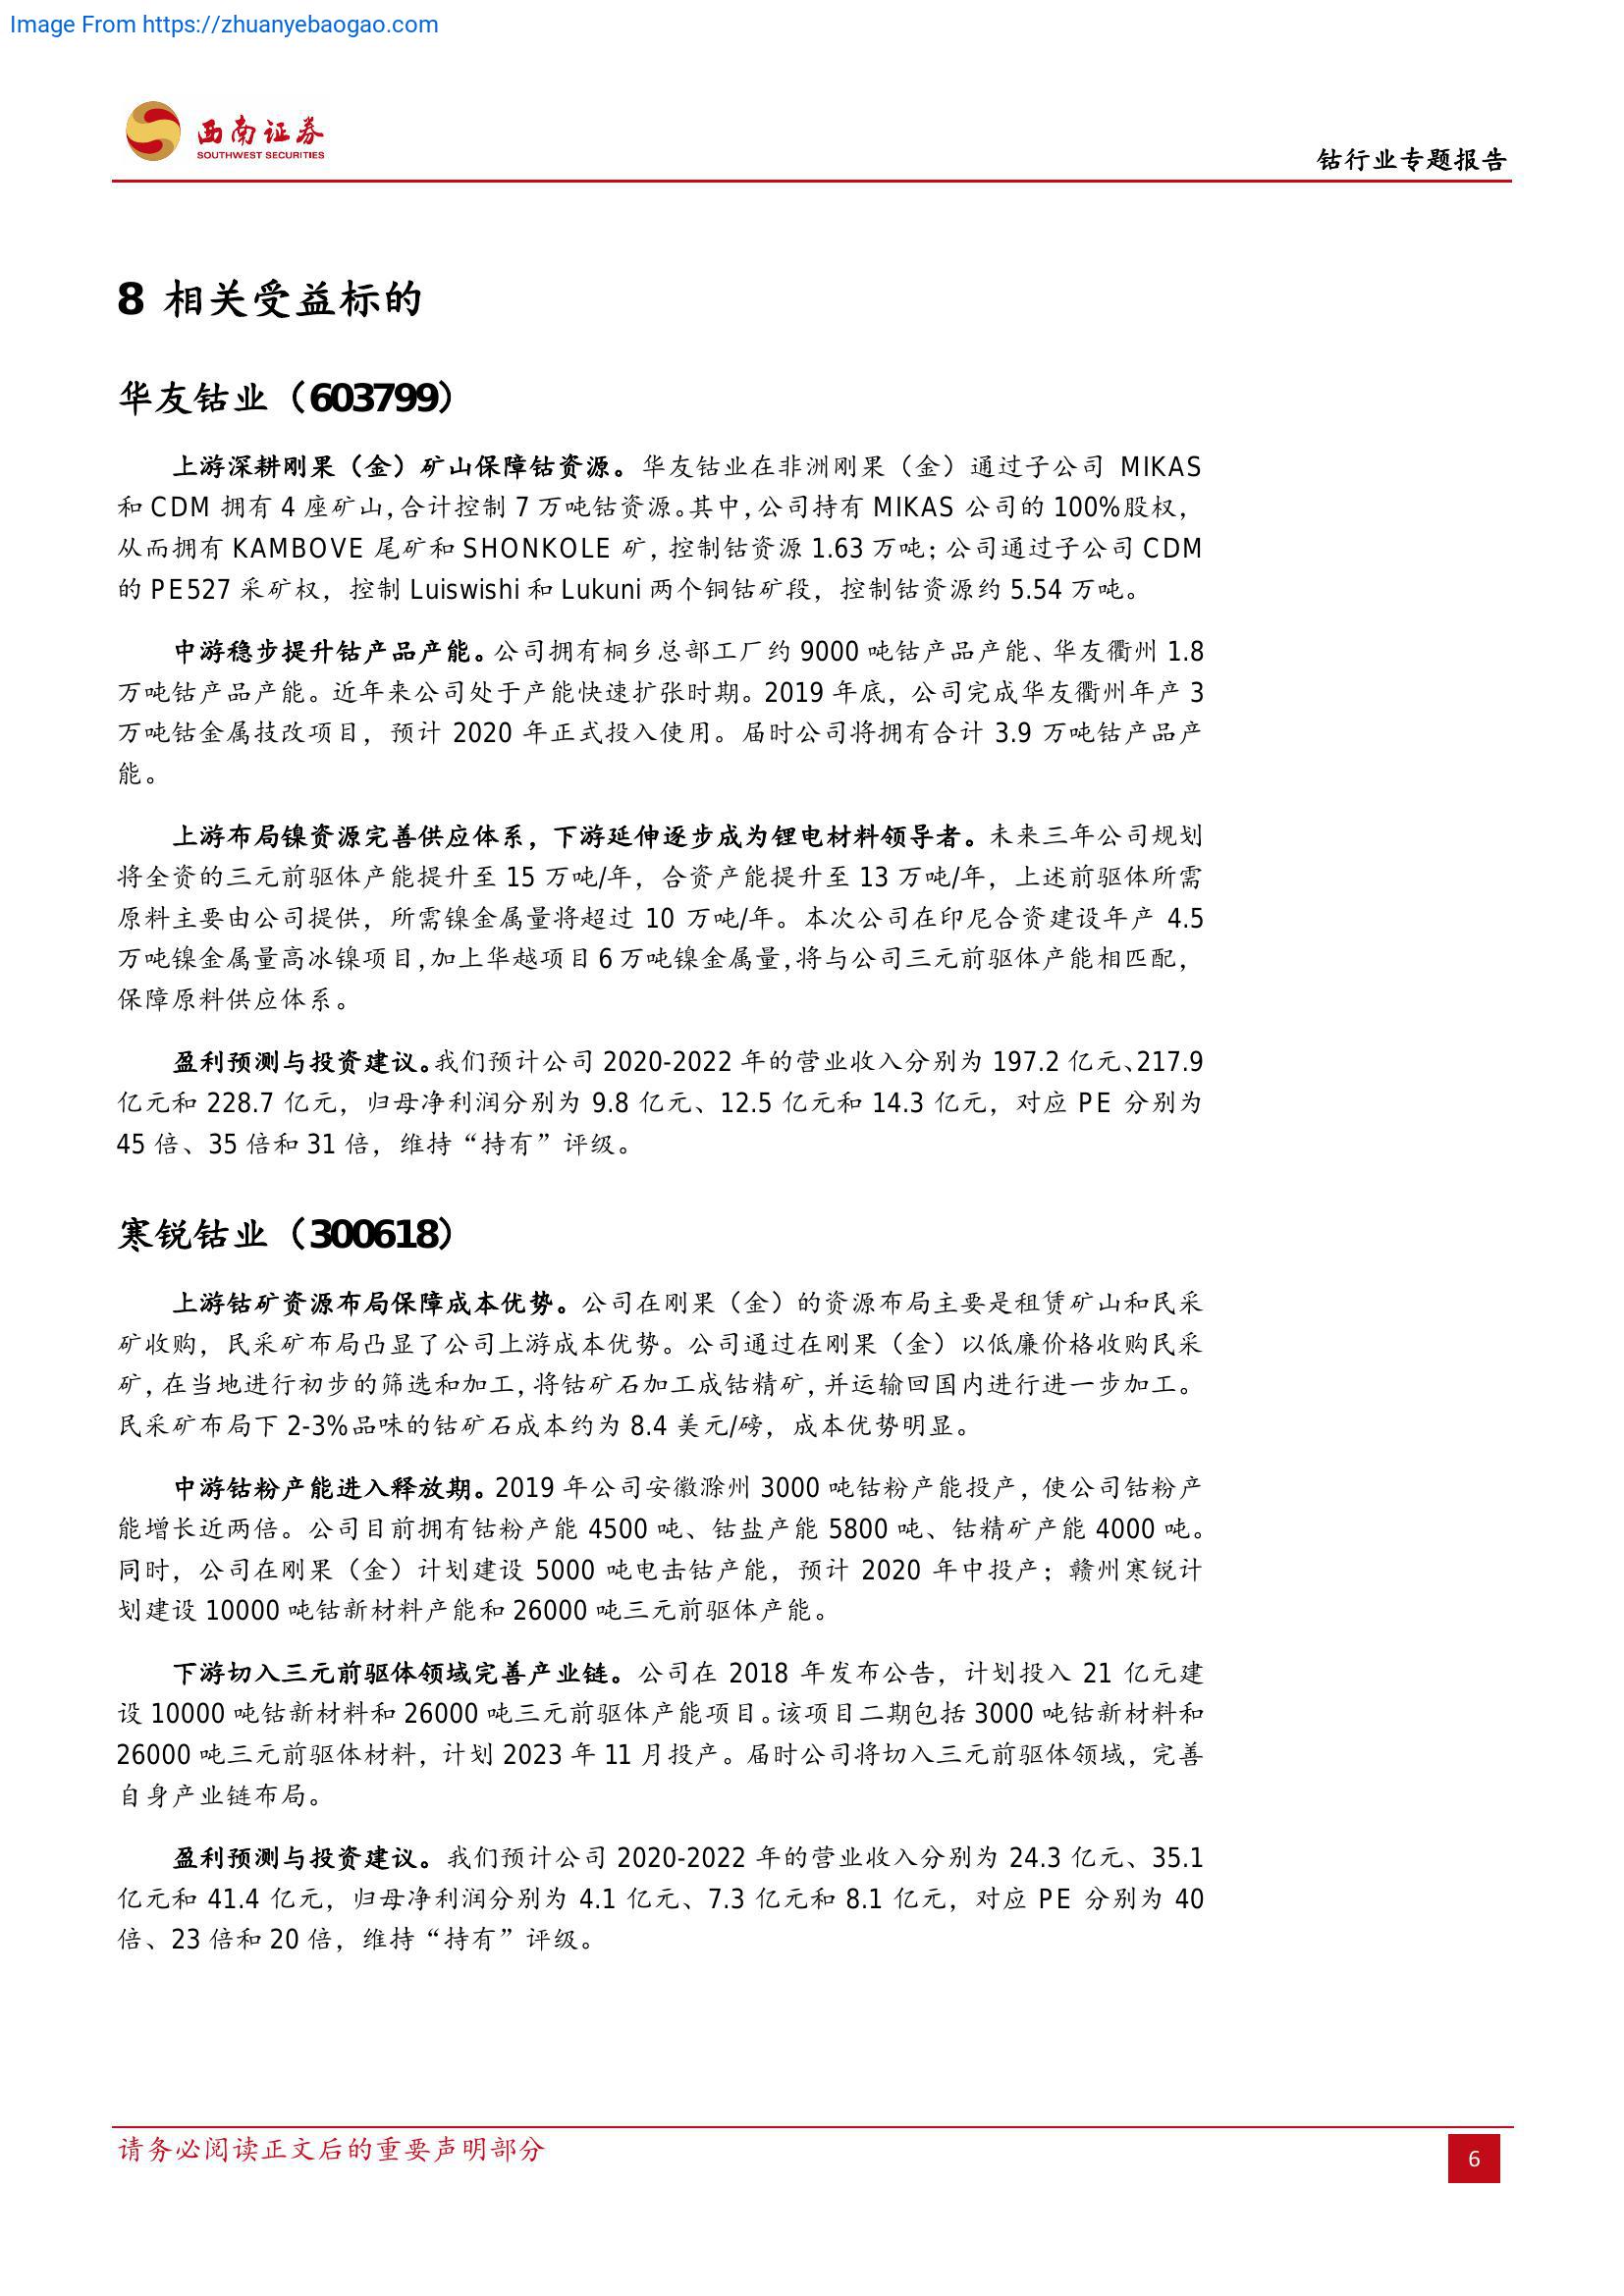 Image From https://zhuanyebaogao.com
西南证券
SOUTHWEST SECURITIES
钴行业专题报告
8 相关受益标的
华友钴业（603799）
上游深耕刚果（金）矿山保障钴资源。华友钴业在非洲刚果（金）通过子公司 MIKAS
和 CDM 拥有 4 座矿山，合计控制 7 万吨钴资源。其中，公司持有 MIKAS 公司的 100%股权，
从而拥有 KAMBOVE 尾矿和 SHONKOLE 矿，控制钴资源 1.63 万吨；公司通过子公司 CDM
的 PE527 采矿权，控制 Luiswishi 和 Lukuni 两个铜钴矿段，控制钴资源约 5.54 万吨。
中游稳步提升钴产品产能。公司拥有桐乡总部工厂约 9000 吨钴产品产能、华友衢州 1.8
万吨钴产品产能。近年来公司处于产能快速扩张时期。2019 年底，公司完成华友衢州年产 3
万吨钴金属技改项目，预计 2020 年正式投入使用。届时公司将拥有合计 3.9 万吨钴产品产
能。
上游布局镍资源完善供应体系，下游延伸逐步成为锂电材料领导者。未来三年公司规划
将全资的三元前驱体产能提升至 15 万吨/年，合资产能提升至 13 万吨/年，上述前驱体所需
原料主要由公司提供，所需镍金属量将超过 10 万吨/年。本次公司在印尼合资建设年产 4.5
万吨镍金属量高冰镍项目，加上华越项目 6 万吨镍金属量，将与公司三元前驱体产能相匹配，
保障原料供应体系。
盈利预测与投资建议。我们预计公司 2020-2022 年的营业收入分别为 197.2 亿元、217.9
亿元和 228.7 亿元，归母净利润分别为 9.8 亿元、12.5 亿元和 14.3 亿元，对应 PE 分别为
45 倍、35 倍和 31 倍，维持“持有”评级。
寒锐钴业（300618）
上游钴矿资源布局保障成本优势。公司在刚果（金）的资源布局主要是租赁矿山和民采
矿收购，民采矿布局凸显了公司上游成本优势。公司通过在刚果（金）以低廉价格收购民采
矿，在当地进行初步的筛选和加工，将钴矿石加工成钴精矿，并运输回国内进行进一步加工。
民采矿布局下 2-3%品味的钴矿石成本约为 8.4 美元/磅，成本优势明显。
中游钴粉产能进入释放期。2019 年公司安徽滁州 3000 吨钴粉产能投产，使公司钴粉产
能增长近两倍。公司目前拥有钴粉产能 4500 吨、钴盐产能 5800 吨、钴精矿产能 4000 吨。
同时，公司在刚果（金）计划建设 5000 吨电击钴产能，预计 2020 年中投产；赣州寒锐计
划建设 10000 吨钴新材料产能和 26000 吨三元前驱体产能。
下游切入三元前驱体领域完善产业链。公司在 2018 年发布公告，计划投入 21 亿元建
设 10000 吨钴新材料和 26000 吨三元前驱体产能项目。该项目二期包括 3000 吨钴新材料和
26000 吨三元前驱体材料，计划 2023 年 11 月投产。届时公司将切入三元前驱体领域，完善
自身产业链布局。
盈利预测与投资建议。我们预计公司 2020-2022 年的营业收入分别为 24.3 亿元、35.1
亿元和 41.4 亿元，归母净利润分别为 4.1 亿元、7.3 亿元和 8.1 亿元，对应 PE 分别为 40
倍、23 倍和 20 倍，维持“持有”评级。
请务必阅读正文后的重要声明部分
6